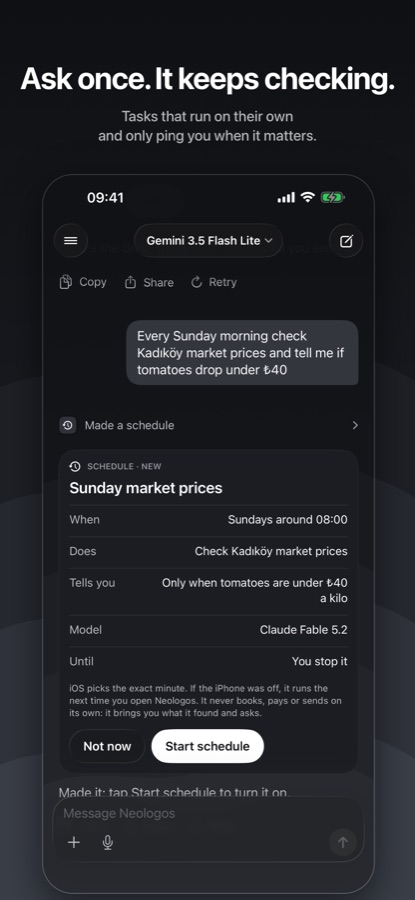 Ask once. It keeps checking.
Tasks that run on their own
and only ping you when it matters.
09:41
Gemini 3.5 Flash Lite
Copy Share Retry
Every Sunday morning check
Kadıköy market prices and tell me if
tomatoes drop under ₺40
Made a schedule
SCHEDULE · NEW
Sunday market prices
When Sundays around 08:00
Does Check Kadıköy market prices
Tells you Only when tomatoes are under ₺40
a kilo
Model Claude Fable 5.2
Until You stop it
iOS picks the exact minute. If the iPhone was off, it runs the
next time you open Neologos. It never books, pays or sends on
its own: it brings you what it found and asks.
Not now Start schedule
Made it: tap Start schedule to turn it on.
Message Neologos